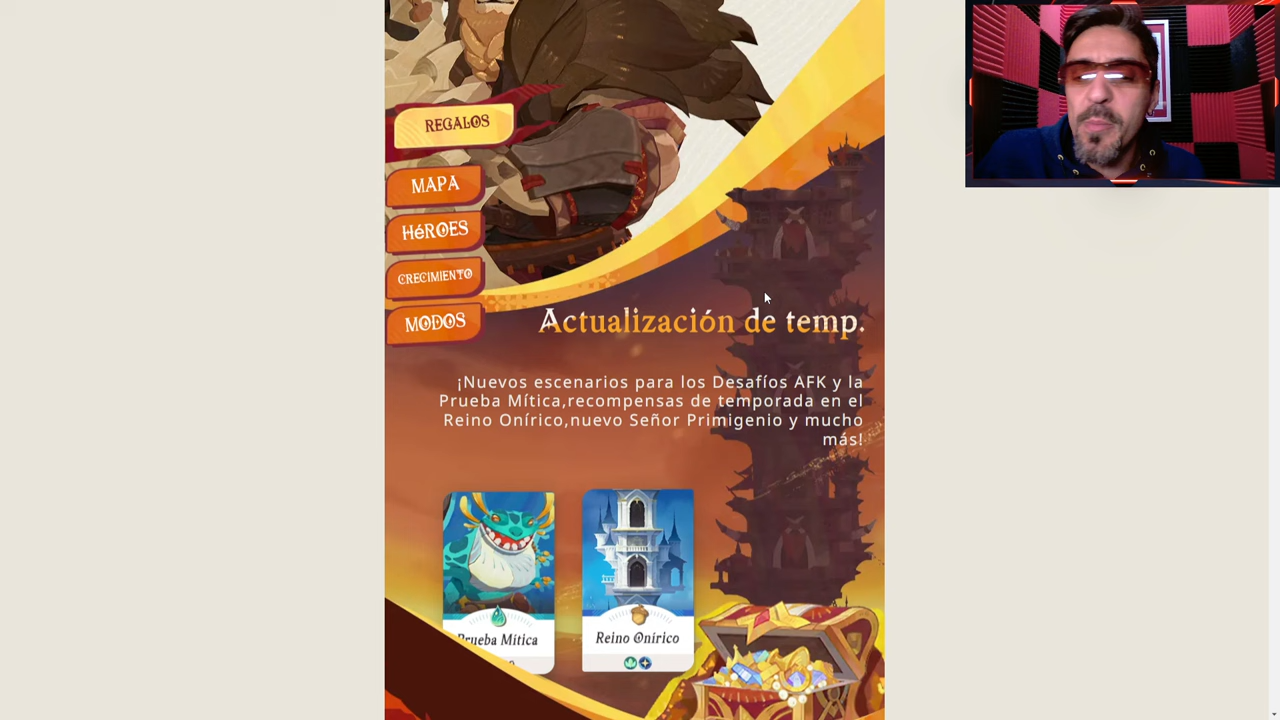 REGALOS
MAPA
HéROES
CRECIMIENTO
MODOS
Actualización de temp.
¡Nuevos escenarios para los Desafíos AFK y la
Prueba Mítica,recompensas de temporada en el
Reino Onírico,nuevo Señor Primigenio y mucho
más!
Prueba Mítica
Reino Onírico